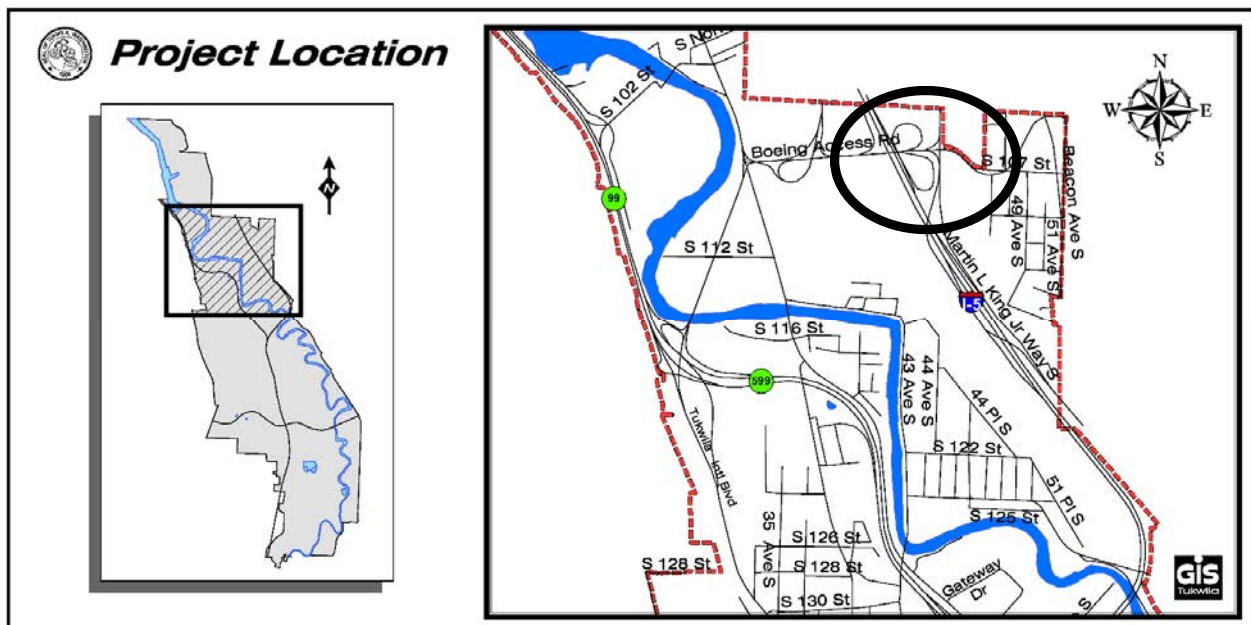 Project Location
N
S Nor
S 102 St
N
W
E
S
Boeing Access Rd
S 107 St
Beacon Ave S
99
49 Ave S
51 Ave S
S 112 St
Martin L King Jr Way S
I-5
S 116 St
43 Ave S
44 Ave S
599
44 Pl S
Tukwila Intl Blvd
S 122 St
51 Pl S
35 Ave S
S 125 St
S 126 St
S 128 St
S 128 St
Gateway
Dr
S 130 St
S
GIS
Tukwila